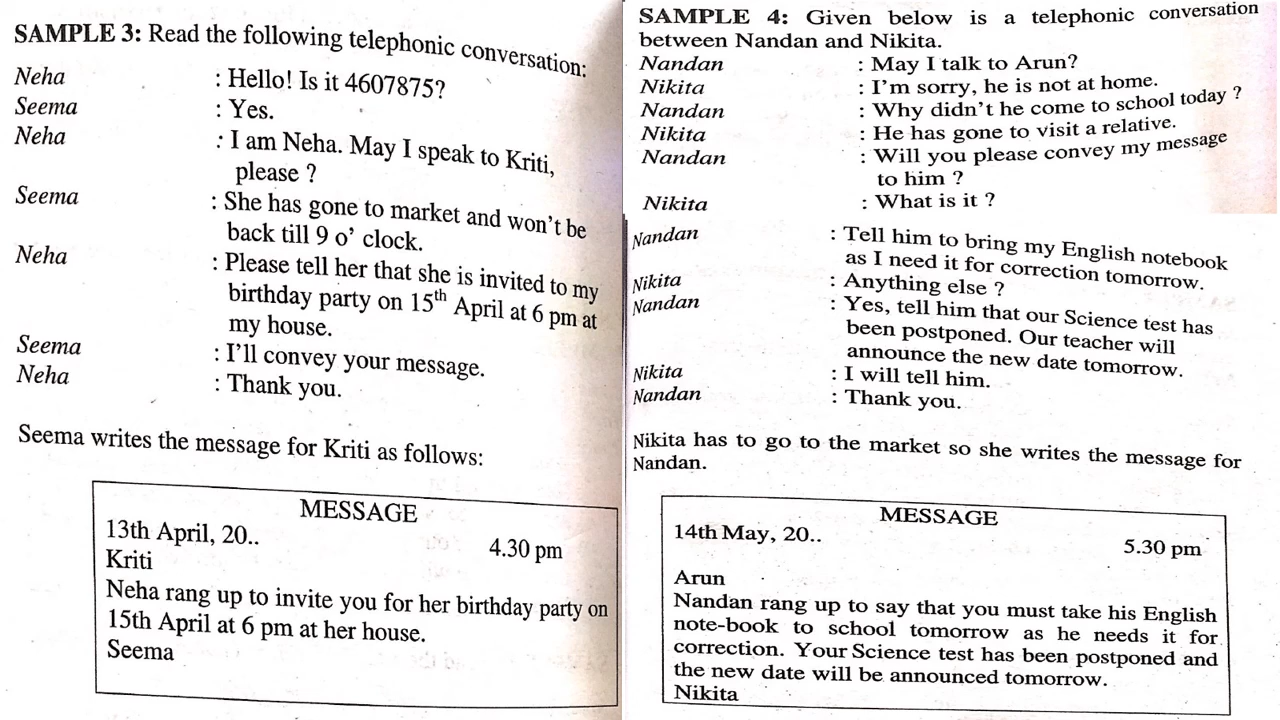 SAMPLE 3: Read the following telephonic conversation:
Neha : Hello! Is it 4607875?
Seema : Yes.
Neha : I am Neha. May I speak to Kriti,
please ?
Seema : She has gone to market and won't be
back till 9 o' clock.
Neha : Please tell her that she is invited to my
birthday party on 15th April at 6 pm at
my house.
Seema : I'll convey your message.
Neha : Thank you.
Seema writes the message for Kriti as follows:
MESSAGE
13th April, 20.. 4.30 pm
Kriti
Neha rang up to invite you for her birthday party on
15th April at 6 pm at her house.
Seema
SAMPLE 4: Given below is a telephonic conversation
between Nandan and Nikita.
Nandan : May I talk to Arun?
Nikita : I'm sorry, he is not at home.
Nandan : Why didn't he come to school today ?
Nikita : He has gone to visit a relative.
Nandan : Will you please convey my message
to him ?
Nikita : What is it ?
Nandan : Tell him to bring my English notebook
as I need it for correction tomorrow.
Nikita : Anything else ?
Nandan : Yes, tell him that our Science test has
been postponed. Our teacher will
announce the new date tomorrow.
Nikita : I will tell him.
Nandan : Thank you.
Nikita has to go to the market so she writes the message for
Nandan.
MESSAGE
14th May, 20.. 5.30 pm
Arun
Nandan rang up to say that you must take his English
note-book to school tomorrow as he needs it for
correction. Your Science test has been postponed and
the new date will be announced tomorrow.
Nikita